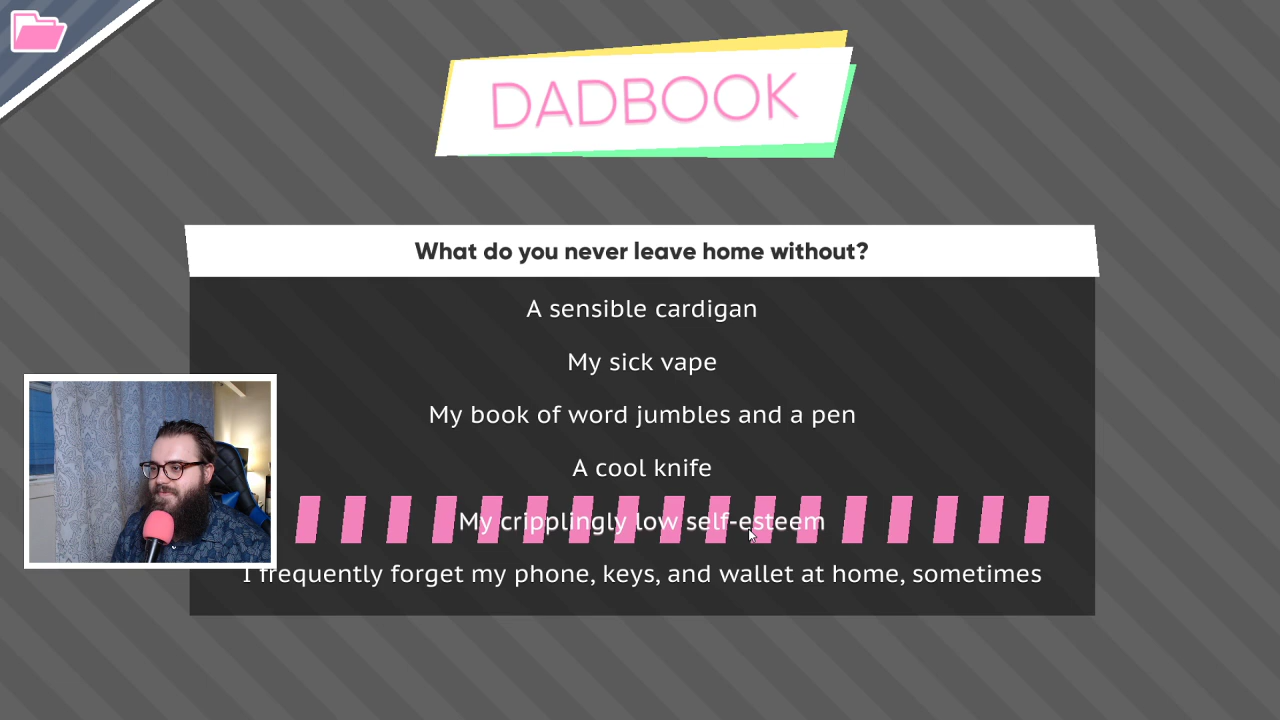 DADBOOK
What do you never leave home without?
A sensible cardigan
My sick vape
My book of word jumbles and a pen
A cool knife
My cripplingly low self-esteem
I frequently forget my phone, keys, and wallet at home, sometimes